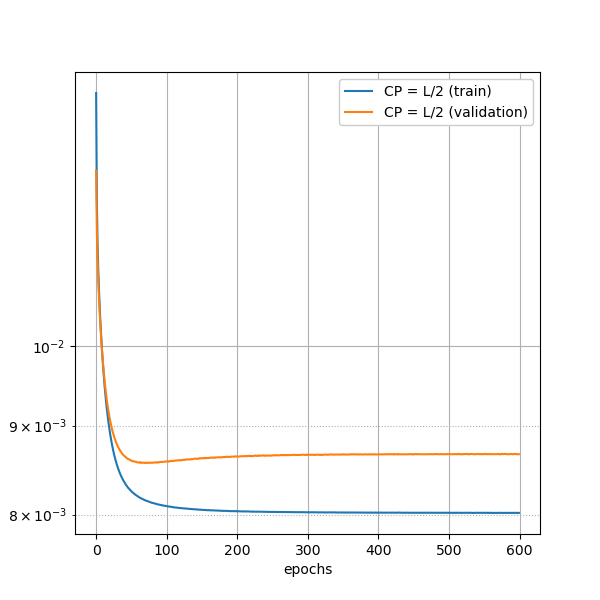 CP = L/2 (train)
CP = L/2 (validation)
10⁻²
9 × 10⁻³
8 × 10⁻³
0 100 200 300 400 500 600
epochs